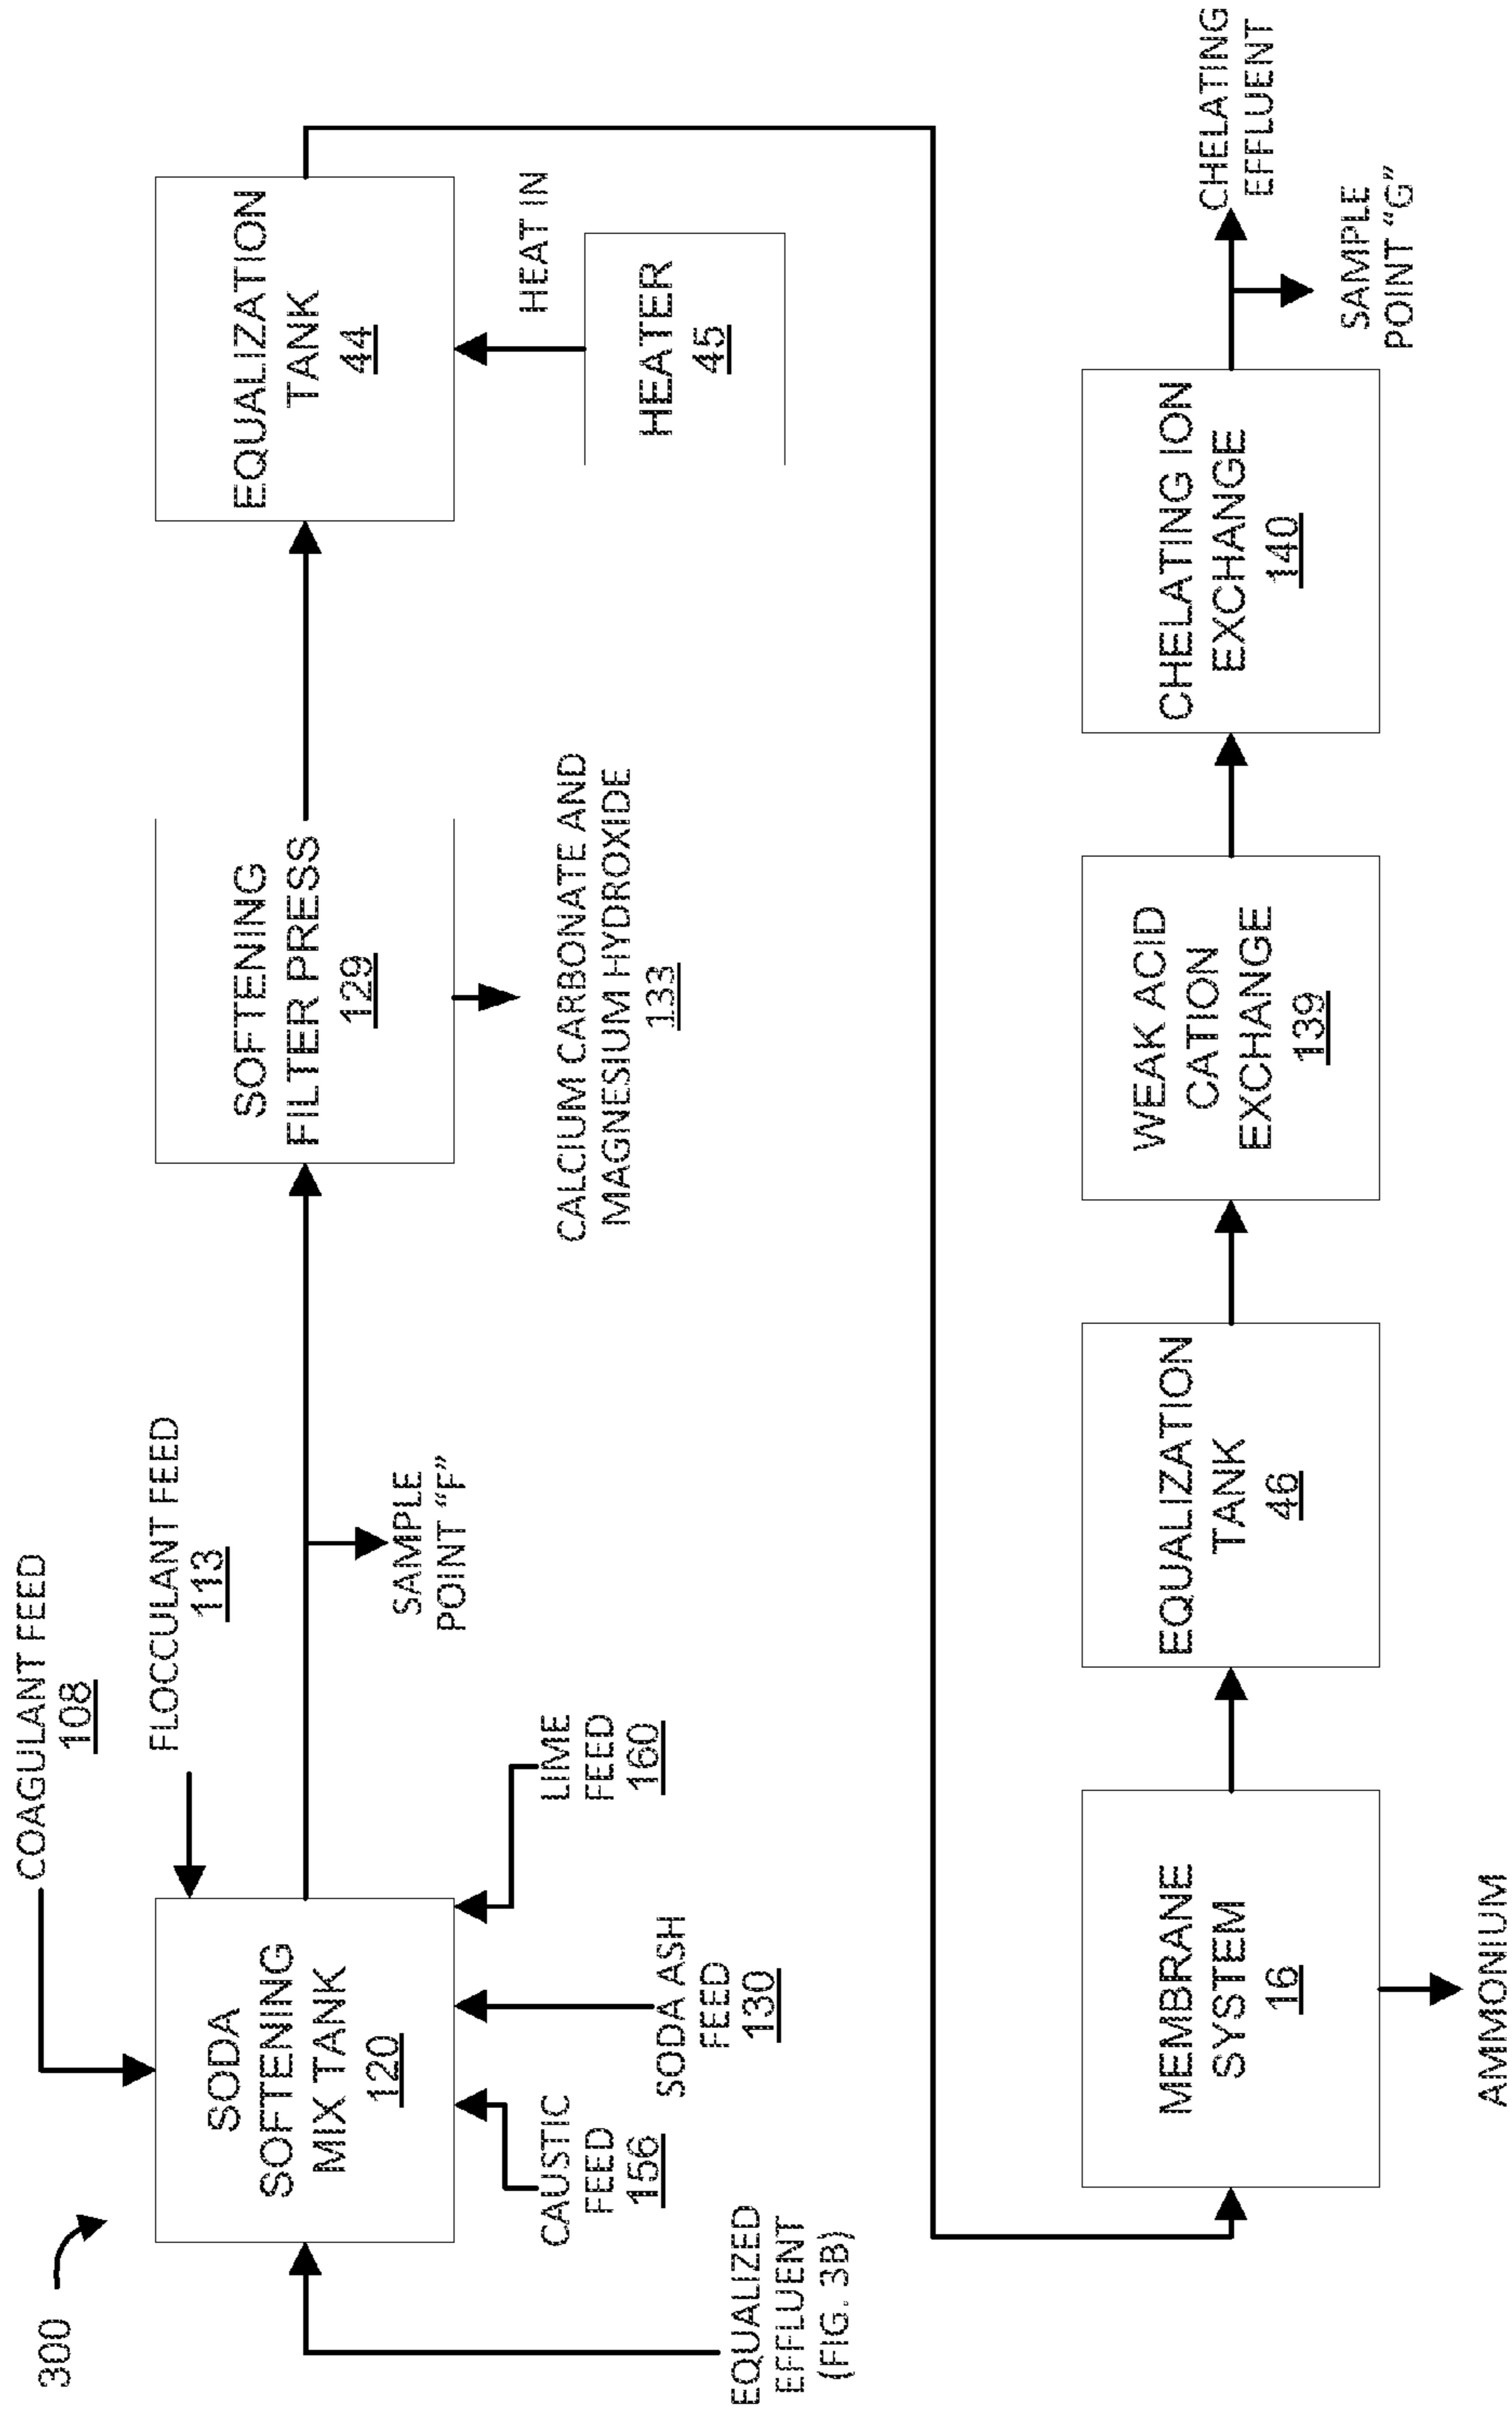 300
COAGULANT FEED
108
FLOCCULANT FEED
113
SODA
SOFTENING
MIX TANK
120
EQUALIZED
EFFLUENT
(FIG. 3B)
CAUSTIC
FEED
156
SODA ASH
FEED
130
LIME
FEED
160
SAMPLE
POINT “F”
SOFTENING
FILTER PRESS
129
CALCIUM CARBONATE AND
MAGNESIUM HYDROXIDE
133
EQUALIZATION
TANK
44
HEAT IN
HEATER
45
MEMBRANE
SYSTEM
16
AMMONIUM
EQUALIZATION
TANK
46
WEAK ACID
CATION
EXCHANGE
139
CHELATING ION
EXCHANGE
140
CHELATING
EFFLUENT
SAMPLE
POINT “G”